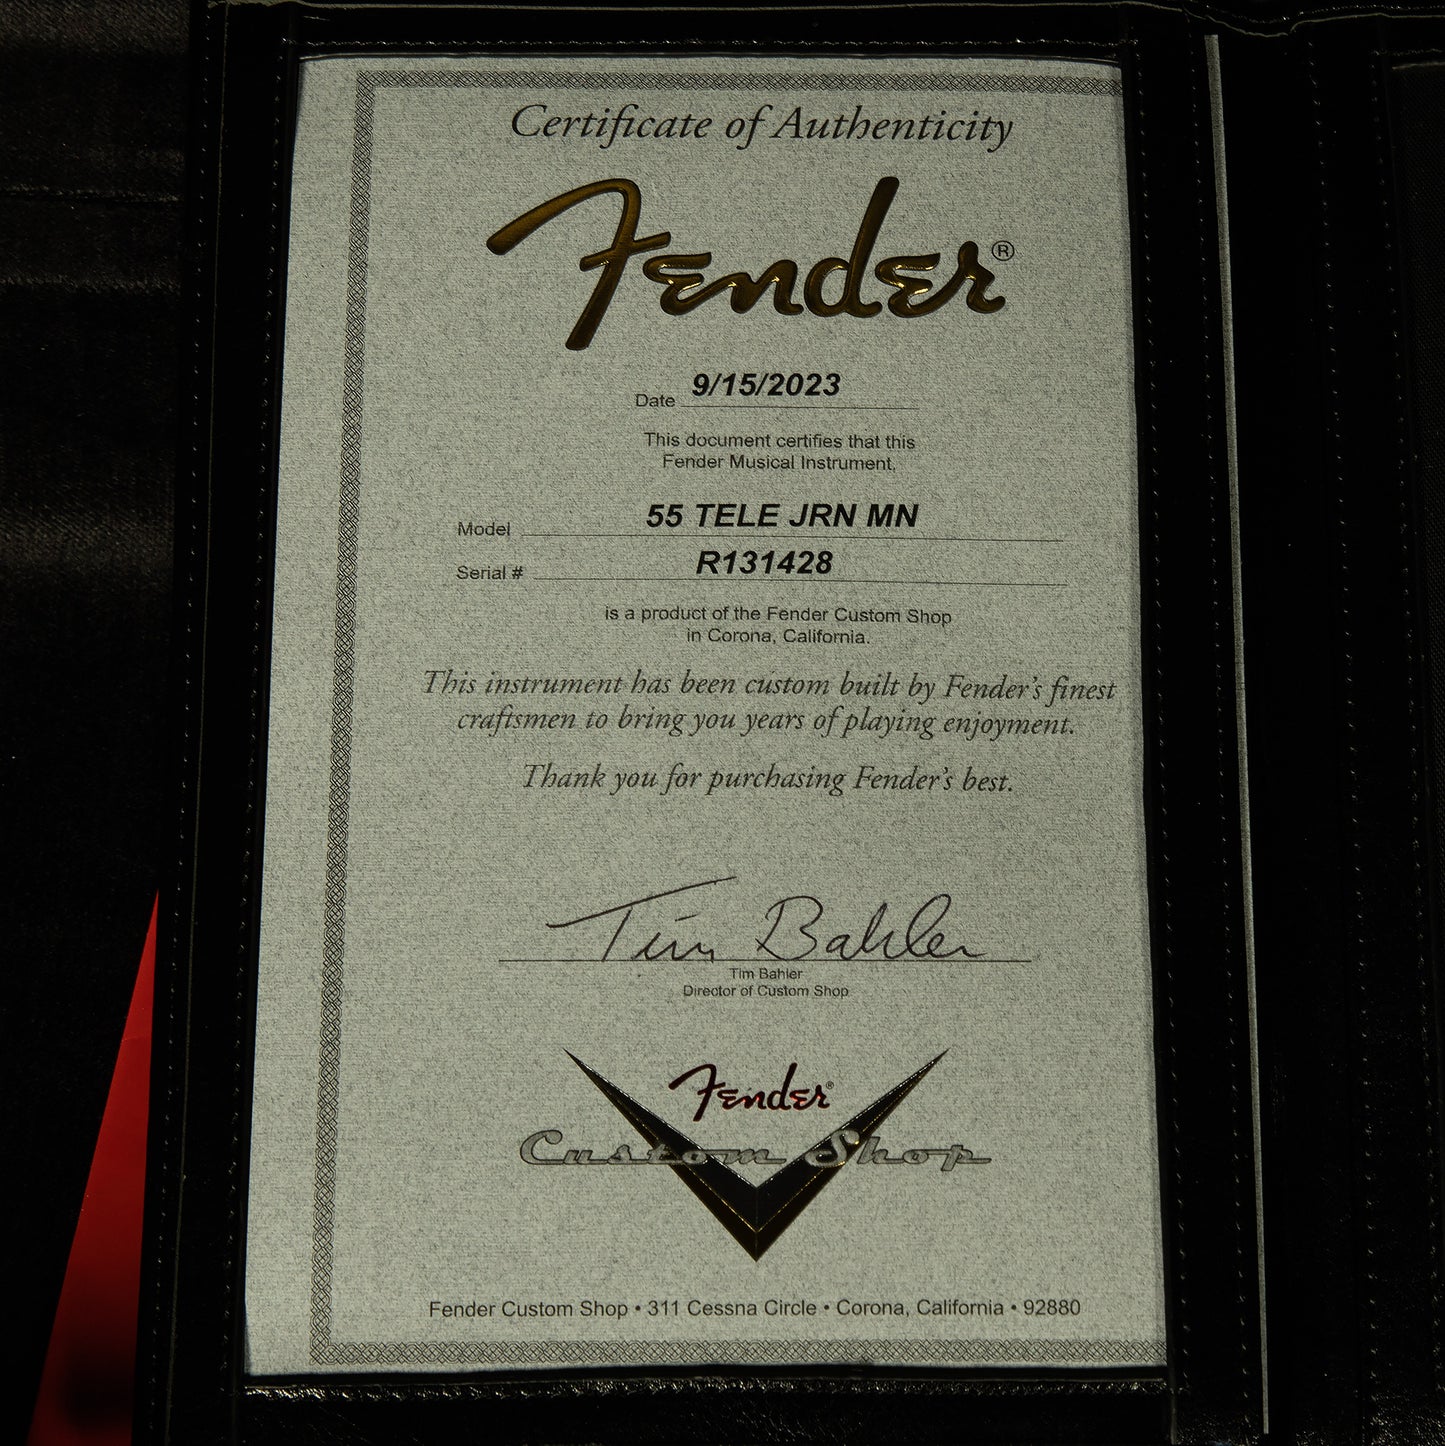 Certificate of Authenticity
Fender®
Date 9/15/2023
This document certifies that this
Fender Musical Instrument,
Model 55 TELE JRN MN
Serial # R131428
is a product of the Fender Custom Shop
in Corona, California.
This instrument has been custom built by Fender's finest
craftsmen to bring you years of playing enjoyment.
Thank you for purchasing Fender's best.
Tim Bahler
Tim Bahler
Director of Custom Shop
Fender®
Custom Shop
Fender Custom Shop • 311 Cessna Circle • Corona, California • 92880